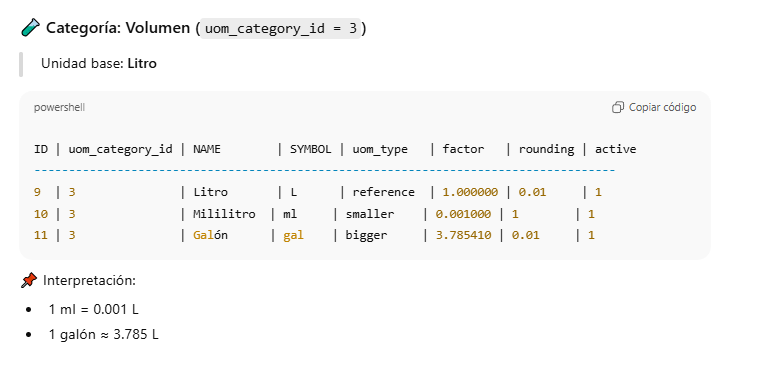 Categoría: Volumen (uom_category_id = 3)
Unidad base: Litro
powershell
Copiar código
ID | uom_category_id | NAME | SYMBOL | uom_type | factor | rounding | active
--------------------------------------------------------------------------------
9 | 3 | Litro | L | reference | 1.000000 | 0.01 | 1
10 | 3 | Mililitro | ml | smaller | 0.001000 | 1 | 1
11 | 3 | Galón | gal | bigger | 3.785410 | 0.01 | 1
Interpretación:
• 1 ml = 0.001 L
• 1 galón ≈ 3.785 L